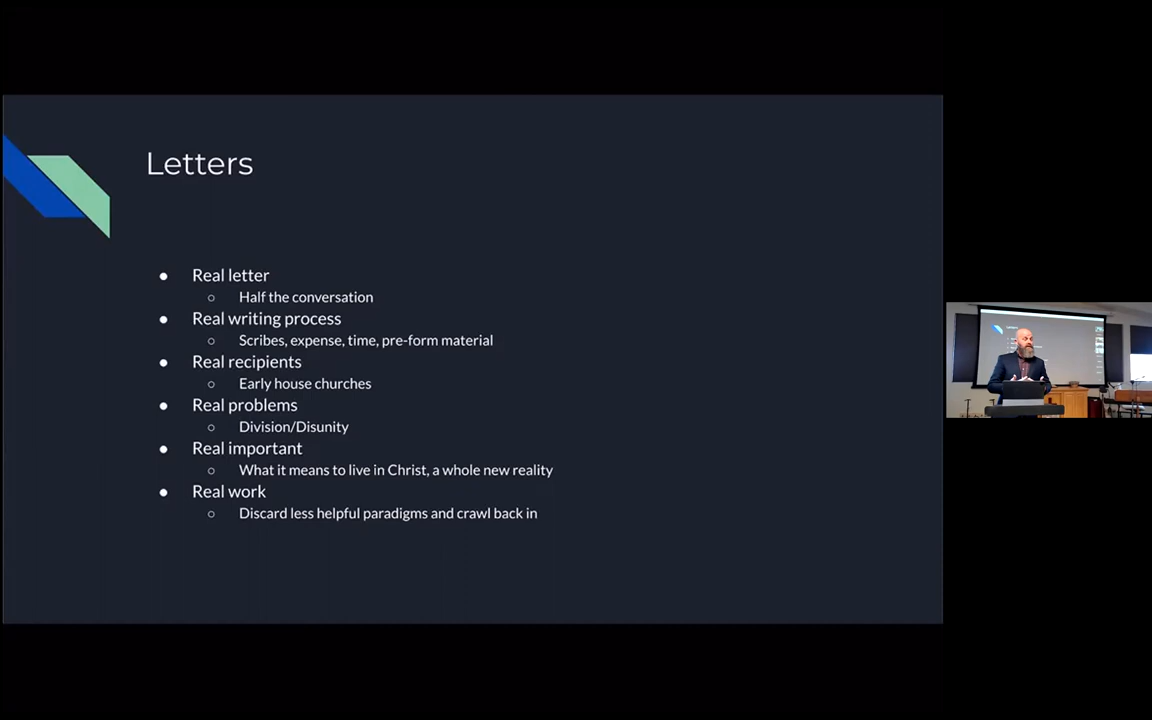 Letters
● Real letter
○ Half the conversation
● Real writing process
○ Scribes, expense, time, pre-form material
● Real recipients
○ Early house churches
● Real problems
○ Division/Disunity
● Real important
○ What it means to live in Christ, a whole new reality
● Real work
○ Discard less helpful paradigms and crawl back in